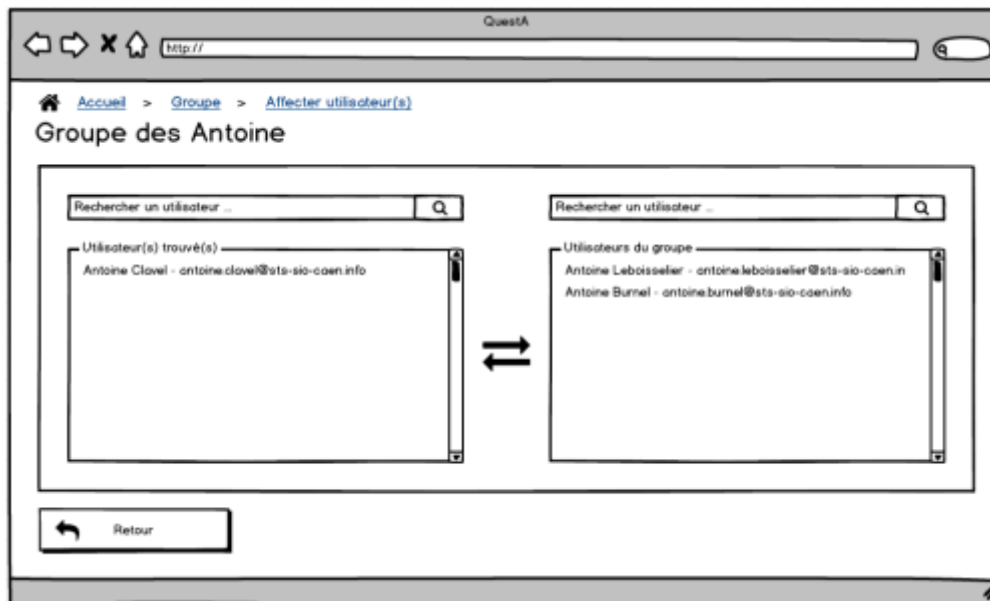 QuestA
http://
Accueil > Groupe > Affecter utilisateur(s)
Groupe des Antoine
Rechercher un utilisateur ...
Rechercher un utilisateur ...
Utilisateur(s) trouvé(s)
Antoine Clavel - antoine.clavel@sts-sio-caen.info
Utilisateurs du groupe
Antoine Leboisselier - antoine.leboisselier@sts-sio-caen.in
Antoine Burnel - antoine.burnel@sts-sio-caen.info
Retour